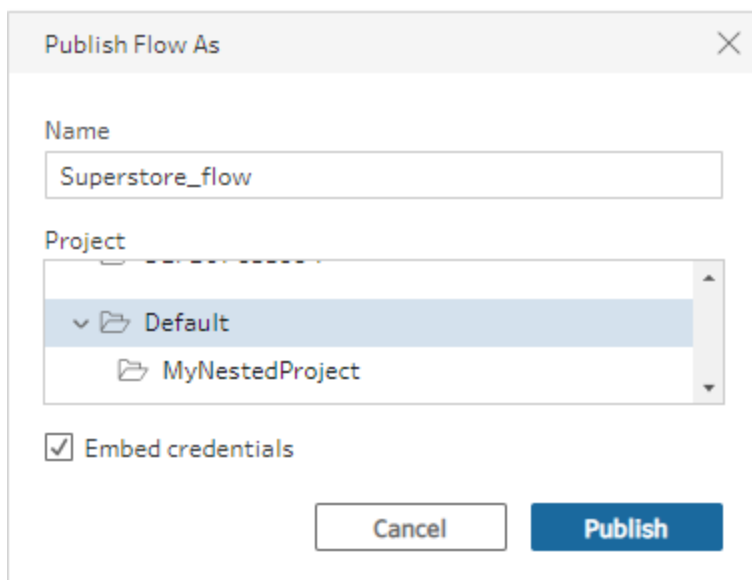 Publish Flow As
Name
Superstore_flow
Project
Default
MyNestedProject
Embed credentials
Cancel
Publish